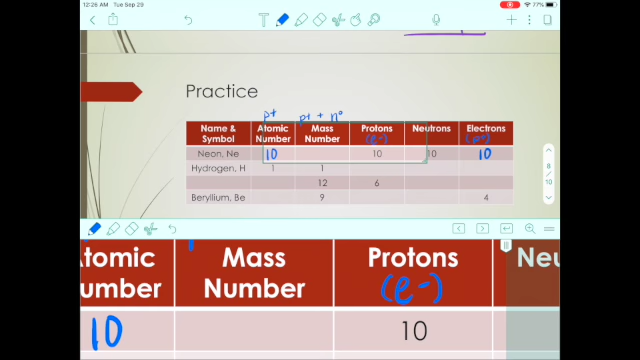 12:26 AM Tue Sep 29
77%
Practice
p+ p+ + n°
Name & Symbol Atomic Number Mass Number Protons (e-) Neutrons Electrons (p+)
Neon, Ne 10 10 10 10
Hydrogen, H 1 1
12 6
Beryllium, Be 9 4
8
/
10
Atomic Mass Protons Neu
umber Number (e-)
10 10